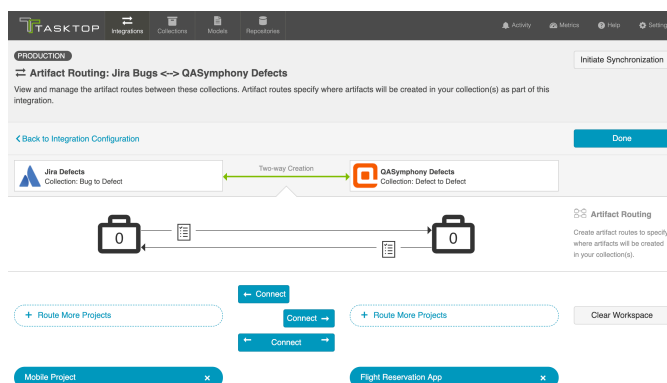 TASKTOP
Integrations
Collections
Models
Repositories
Activity
Metrics
Help
PRODUCTION
Artifact Routing: Jira Bugs <--> QASymphony Defects
View and manage the artifact routes between these collections. Artifact routes specify where artifacts will be created in your collection(s) as part of this
integration.
Initiate Synchronization
Back to Integration Configuration
Done
Jira Defects
Collection: Bug to Defect
Two-way Creation
QASymphony Defects
Collection: Defect to Defect
0
0
Artifact Routing
Create artifact routes to specify
where artifacts will be created
in your collection(s).
← Connect
+ Route More Projects
Connect →
+ Route More Projects
Clear Workspace
← Connect →
Mobile Project ×
Flight Reservation App ×